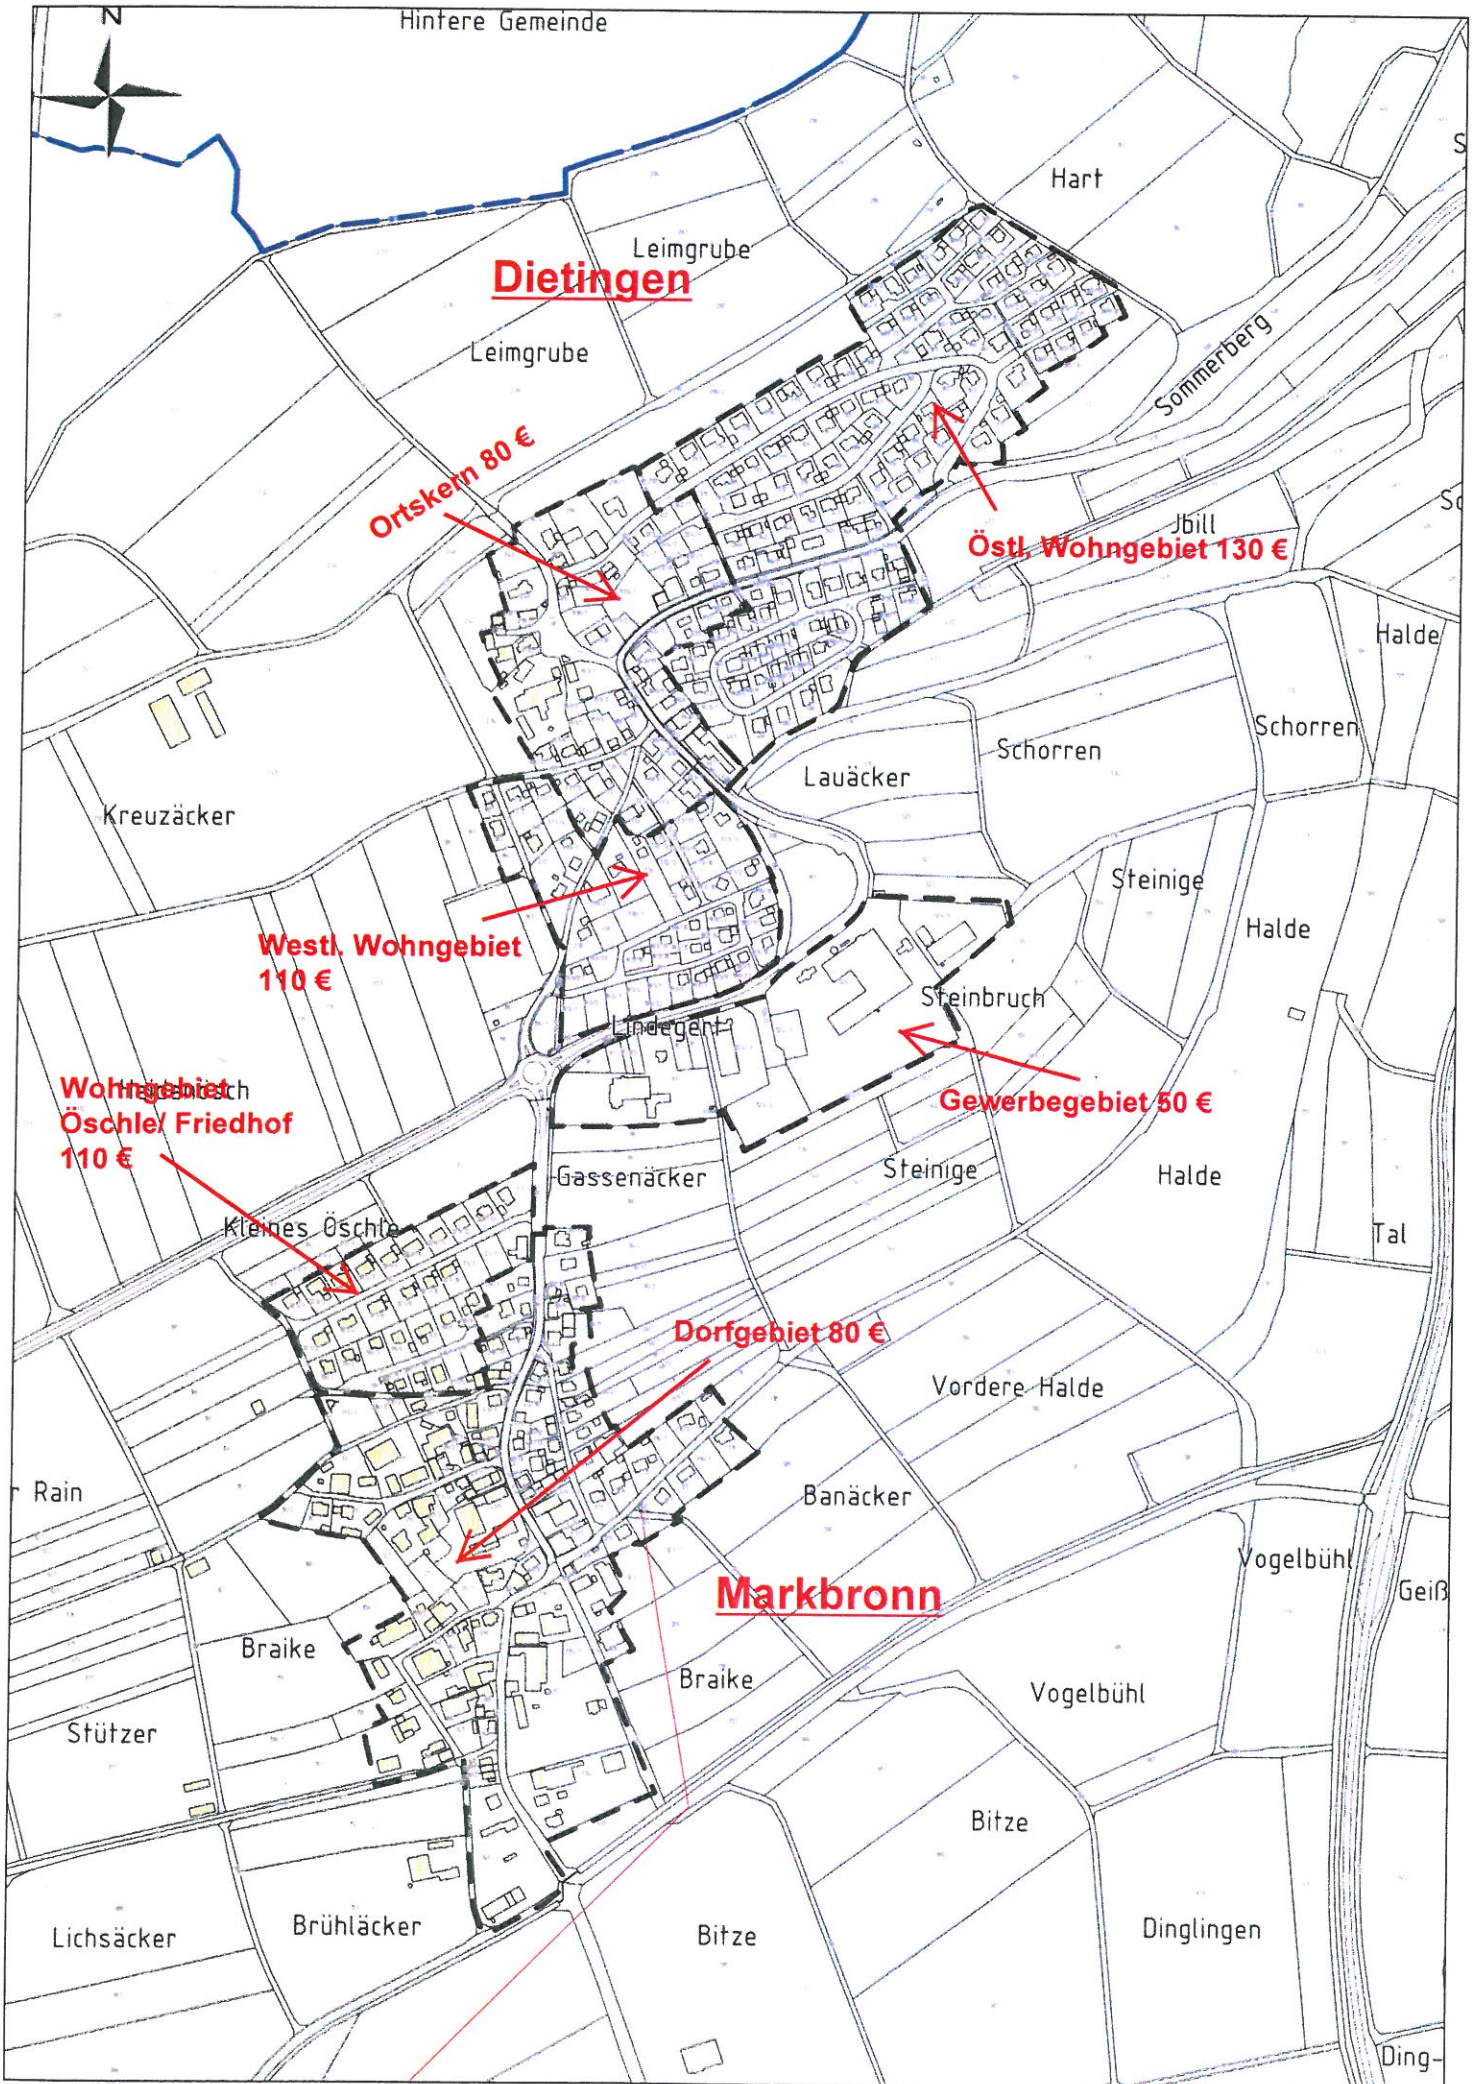 N
Hintere Gemeinde
Hart
Leimgrube
Dietingen
Leimgrube
Sommerberg
Ortskern 80 €
Jbill
Östl. Wohngebiet 130 €
Halde
Schorren
Schorren
Lauäcker
Kreuzäcker
Steinige
Halde
Westl. Wohngebiet
110 €
Steinbruch
Lindegert
Wohngebiet
Öschle/ Friedhof
110 €
Gewerbegebiet 50 €
Gassenäcker
Steinige
Halde
Kleines Öschle
Tal
Dorfgebiet 80 €
Vordere Halde
r Rain
Banäcker
Vogelbühl
Markbronn
Geiß
Braike
Braike
Vogelbühl
Stützer
Bitze
Lichsäcker
Brühläcker
Bitze
Dinglingen
Ding-